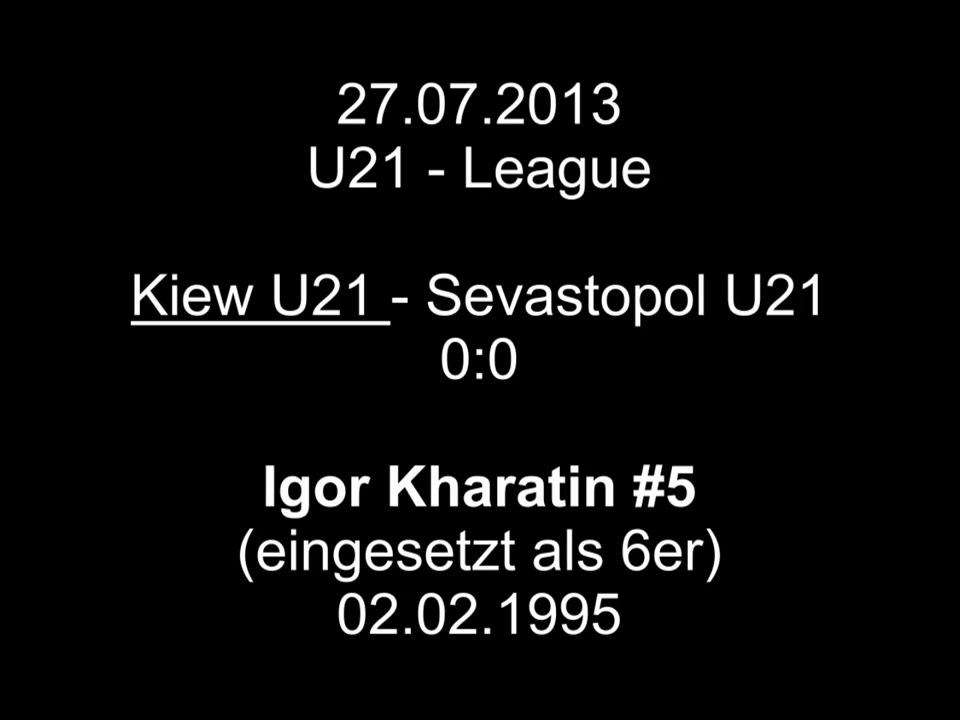 27.07.2013
U21 - League
Kiew U21 - Sevastopol U21
0:0
Igor Kharatin #5
(eingesetzt als 6er)
02.02.1995